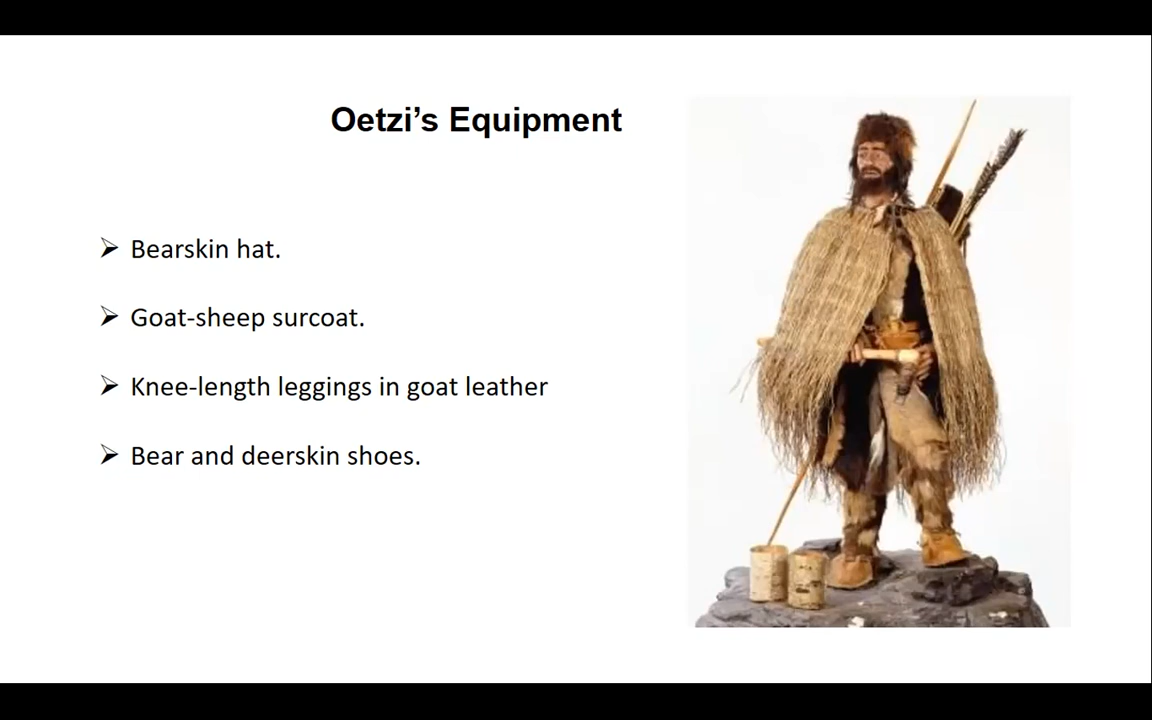 Oetzi’s Equipment
➢ Bearskin hat.
➢ Goat-sheep surcoat.
➢ Knee-length leggings in goat leather
➢ Bear and deerskin shoes.